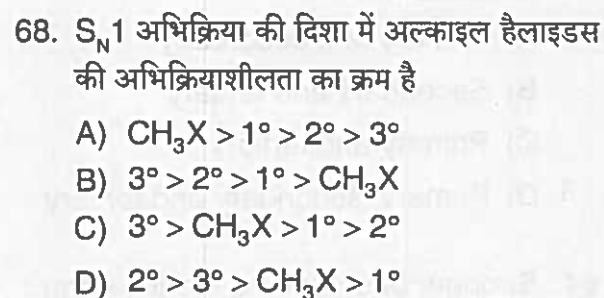 68. S_N1 अभिक्रिया की दिशा में अल्काइल हैलाइडस
की अभिक्रियाशीलता का क्रम है
A) CH₃X > 1° > 2° > 3°
B) 3° > 2° > 1° > CH₃X
C) 3° > CH₃X > 1° > 2°
D) 2° > 3° > CH₃X > 1°